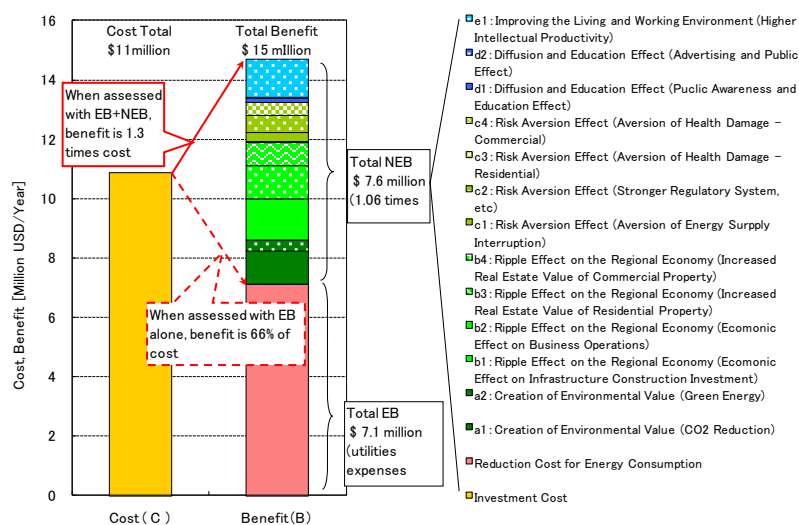 Cost Total
$11million
Total Benefit
$ 15 mIllion
16
14
12
10
8
6
4
2
0
Cost, Benefit [Million USD/Year]
When assessed
with EB+NEB,
benefit is 1.3
times cost
When assessed with EB
alone, benefit is 66% of
cost
Total NEB
$ 7.6 million
(1.06 times
Total EB
$ 7.1 million
(utilities
expenses
Cost(C)
Benefit(B)
e1:Improving the Living and Working Environment (Higher
Intellectual Productivity)
d2:Diffusion and Education Effect (Advertising and Public
Effect)
d1:Diffusion and Education Effect (Puclic Awareness and
Education Effect)
c4:Risk Aversion Effect (Aversion of Health Damage -
Commercial)
c3:Risk Aversion Effect (Aversion of Health Damage -
Residential)
c2:Risk Aversion Effect (Stronger Regulatory System,
etc)
c1:Risk Aversion Effect (Aversion of Energy Surpply
Interruption)
b4:Ripple Effect on the Regional Economy (Increased
Real Estate Value of Commercial Property)
b3:Ripple Effect on the Regional Economy (Increased
Real Estate Value of Residential Property)
b2:Ripple Effect on the Regional Economy (Ecomonic
Effect on Business Operations)
b1:Ripple Effect on the Regional Economy (Ecomonic
Effect on Infrastructure Construction Investment)
a2:Creation of Environmental Value (Green Energy)
a1:Creation of Environmental Value (CO2 Reduction)
Reduction Cost for Energy Consumption
Investment Cost